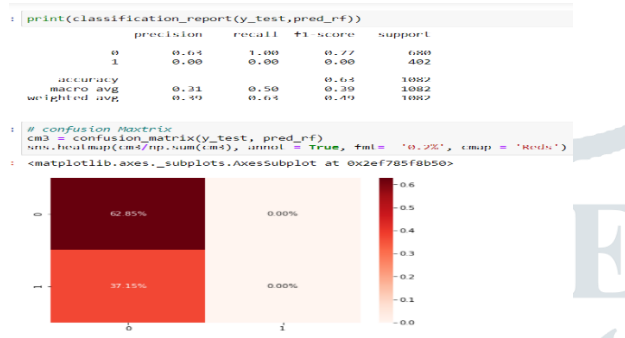 print(classification_report(y_test,pred_rf))
precision recall f1-score support
0 0.63 1.00 0.77 680
1 0.00 0.00 0.00 402
accuracy 0.63 1082
macro avg 0.31 0.50 0.39 1082
weighted avg 0.39 0.63 0.49 1082
# confusion Maxtrix
cm3 = confusion_matrix(y_test, pred_rf)
sns.heatmap(cm3/np.sum(cm3), annot = True, fmt= '0.2%', cmap = 'Reds')
<matplotlib.axes._subplots.AxesSubplot at 0x2ef785f8b50>
0.6
0 62.85% 0.00%
0.5
0.4
0.3
1 37.15% 0.00%
0.2
0.1
0.0
0 1
E